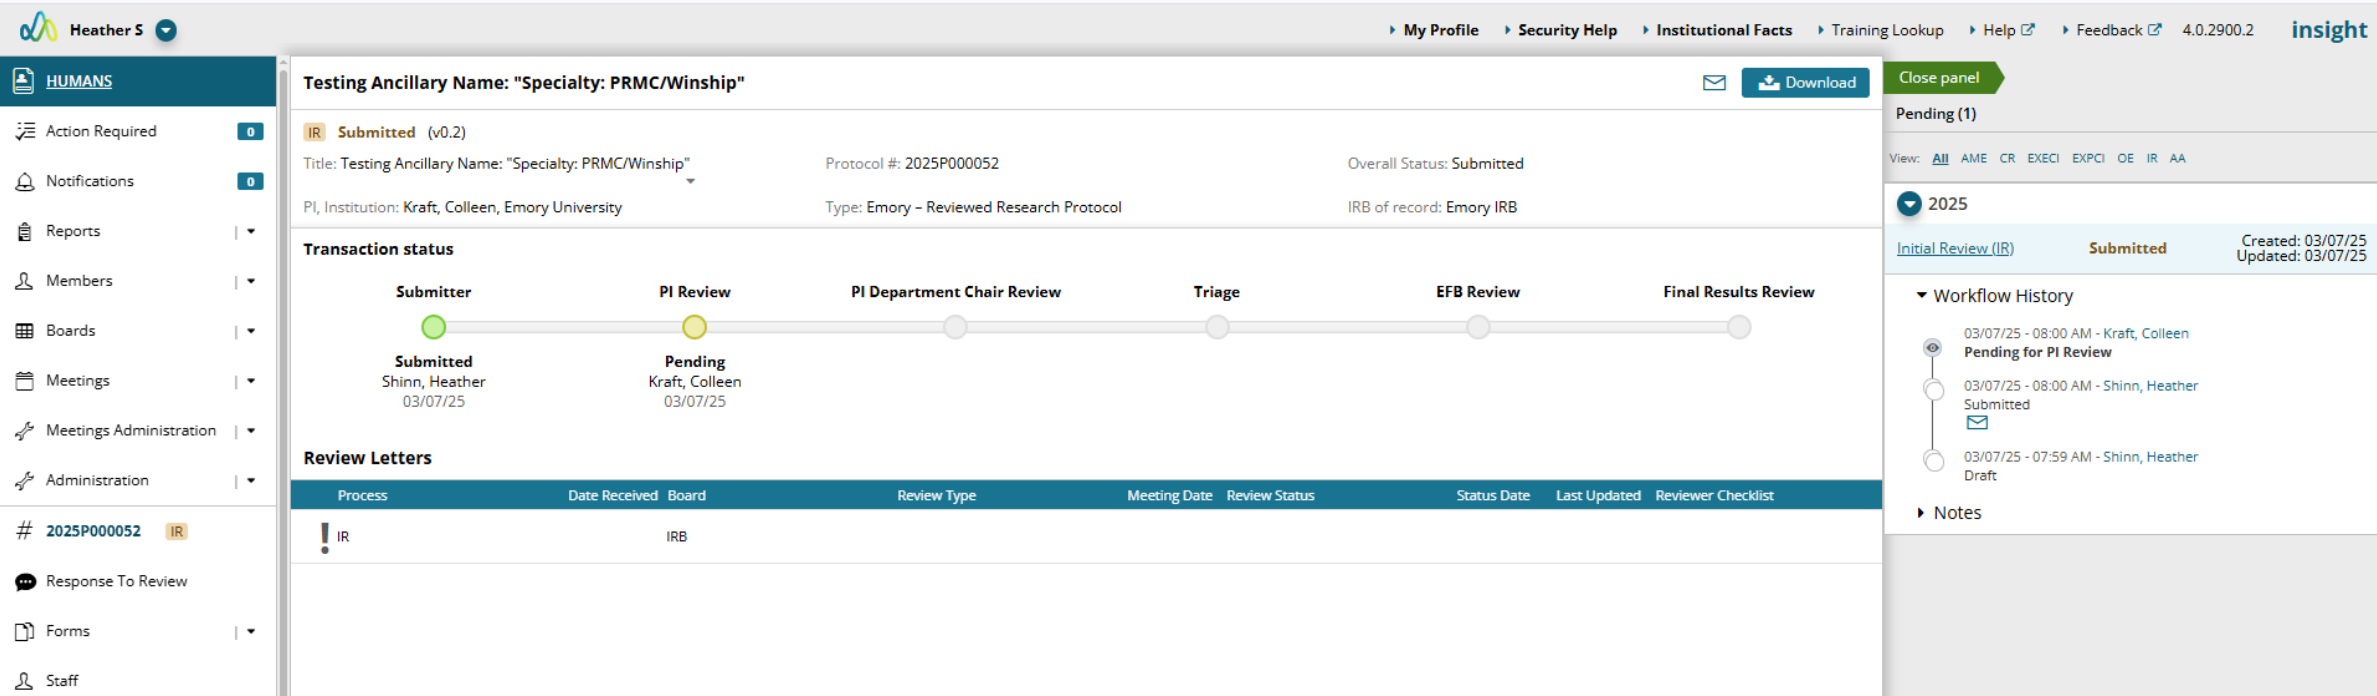 Heather S
My Profile
Security Help
Institutional Facts
Training Lookup
Help
Feedback
4.0.2900.2
insight
HUMANS
Action Required 0
Notifications 0
Reports
Members
Boards
Meetings
Meetings Administration
Administration
# 2025P000052 IR
Response To Review
Forms
Staff
Testing Ancillary Name: "Specialty: PRMC/Winship"
Download
IR Submitted (v0.2)
Title: Testing Ancillary Name: "Specialty: PRMC/Winship"
Protocol #: 2025P000052
Overall Status: Submitted
PI, Institution: Kraft, Colleen, Emory University
Type: Emory – Reviewed Research Protocol
IRB of record: Emory IRB
Transaction status
Submitter
PI Review
PI Department Chair Review
Triage
EFB Review
Final Results Review
Submitted
Shinn, Heather
03/07/25
Pending
Kraft, Colleen
03/07/25
Review Letters
Process Date Received Board Review Type Meeting Date Review Status Status Date Last Updated Reviewer Checklist
IR IRB
Close panel
Pending (1)
View: All AME CR EXECI EXPCI OE IR AA
2025
Initial Review (IR)
Submitted
Created: 03/07/25
Updated: 03/07/25
Workflow History
03/07/25 - 08:00 AM - Kraft, Colleen
Pending for PI Review
03/07/25 - 08:00 AM - Shinn, Heather
Submitted
03/07/25 - 07:59 AM - Shinn, Heather
Draft
Notes